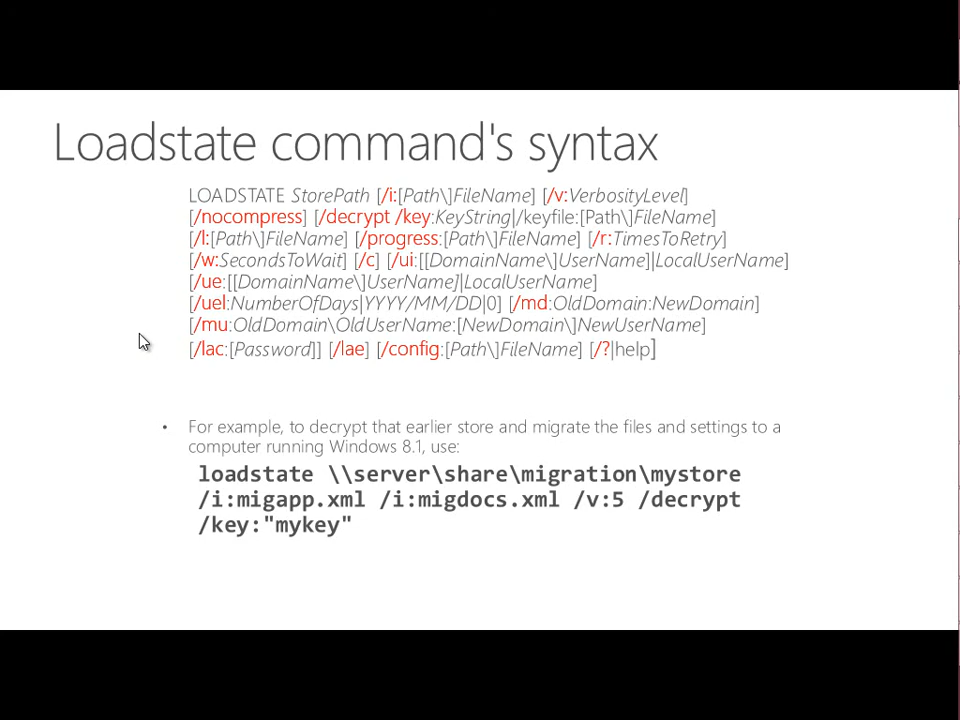 Loadstate command's syntax
LOADSTATE StorePath [/i:[Path\]FileName] [/v:VerbosityLevel]
[/nocompress] [/decrypt /key:KeyString|/keyfile:[Path\]FileName]
[/l:[Path\]FileName] [/progress:[Path\]FileName] [/r:TimesToRetry]
[/w:SecondsToWait] [/c] [/ui:[[DomainName\]UserName]|LocalUserName]
[/ue:[[DomainName\]UserName]|LocalUserName]
[/uel:NumberOfDays|YYYY/MM/DD|0] [/md:OldDomain:NewDomain]
[/mu:OldDomain\OldUserName:[NewDomain\]NewUserName]
[/lac:[Password]] [/lae] [/config:[Path\]FileName] [/?|help]
• For example, to decrypt that earlier store and migrate the files and settings to a
computer running Windows 8.1, use:
loadstate \\server\share\migration\mystore
/i:migapp.xml /i:migdocs.xml /v:5 /decrypt
/key:"mykey"